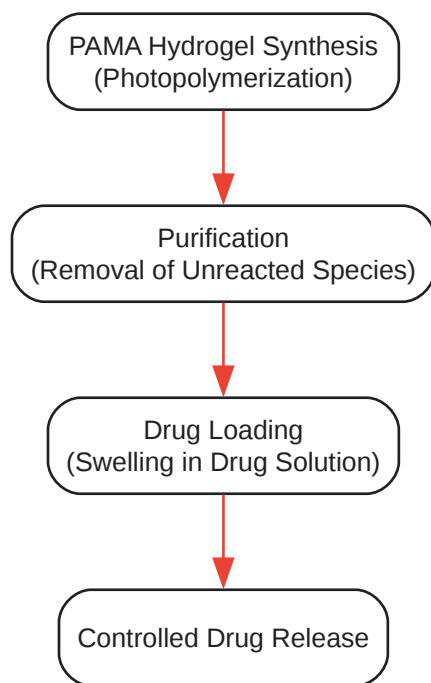 PAMA Hydrogel Synthesis
(Photopolymerization)
Purification
(Removal of Unreacted Species)
Drug Loading
(Swelling in Drug Solution)
Controlled Drug Release